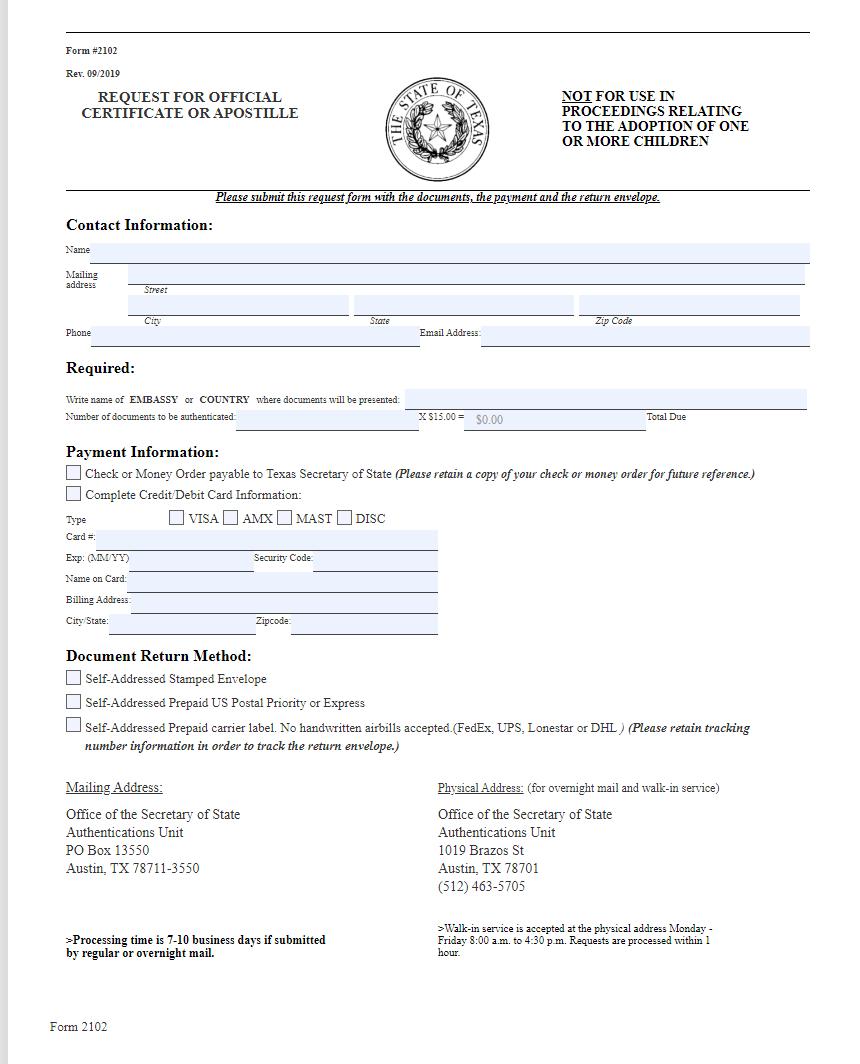 Form #2102
Rev. 09/2019
REQUEST FOR OFFICIAL
CERTIFICATE OR APOSTILLE
THE STATE OF TEXAS
NOT FOR USE IN
PROCEEDINGS RELATING
TO THE ADOPTION OF ONE
OR MORE CHILDREN
Please submit this request form with the documents, the payment and the return envelope.
Contact Information:
Name
Mailing
address
Street
City State Zip Code
Phone Email Address:
Required:
Write name of EMBASSY or COUNTRY where documents will be presented:
Number of documents to be authenticated: X $15.00 = $0.00 Total Due
Payment Information:
Check or Money Order payable to Texas Secretary of State (Please retain a copy of your check or money order for future reference.)
Complete Credit/Debit Card Information:
Type VISA AMX MAST DISC
Card #:
Exp: (MM/YY) Security Code:
Name on Card:
Billing Address:
City/State: Zipcode:
Document Return Method:
Self-Addressed Stamped Envelope
Self-Addressed Prepaid US Postal Priority or Express
Self-Addressed Prepaid carrier label. No handwritten airbills accepted.(FedEx, UPS, Lonestar or DHL ) (Please retain tracking
number information in order to track the return envelope.)
Mailing Address:
Office of the Secretary of State
Authentications Unit
PO Box 13550
Austin, TX 78711-3550
>Processing time is 7-10 business days if submitted
by regular or overnight mail.
Physical Address: (for overnight mail and walk-in service)
Office of the Secretary of State
Authentications Unit
1019 Brazos St
Austin, TX 78701
(512) 463-5705
>Walk-in service is accepted at the physical address Monday -
Friday 8:00 a.m. to 4:30 p.m. Requests are processed within 1
hour.
Form 2102